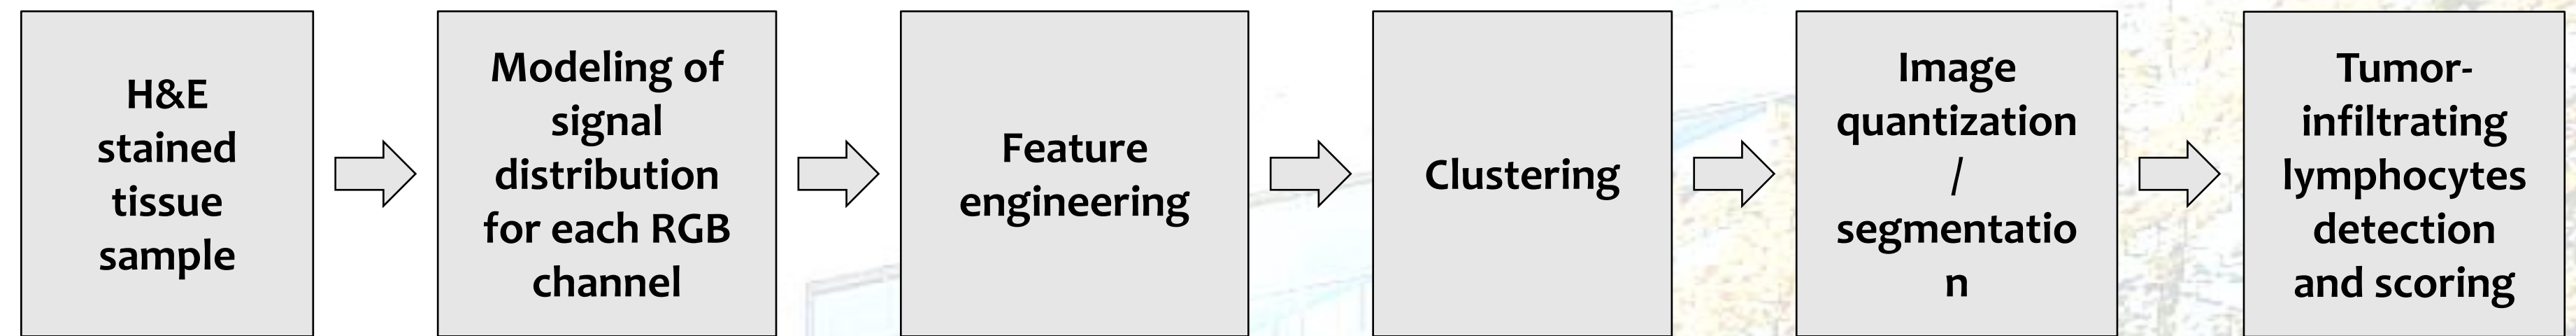 H&E
stained
tissue
sample
Modeling of
signal
distribution
for each RGB
channel
Feature
engineering
Clustering
Image
quantization
/
segmentatio
n
Tumor-
infiltrating
lymphocytes
detection
and scoring